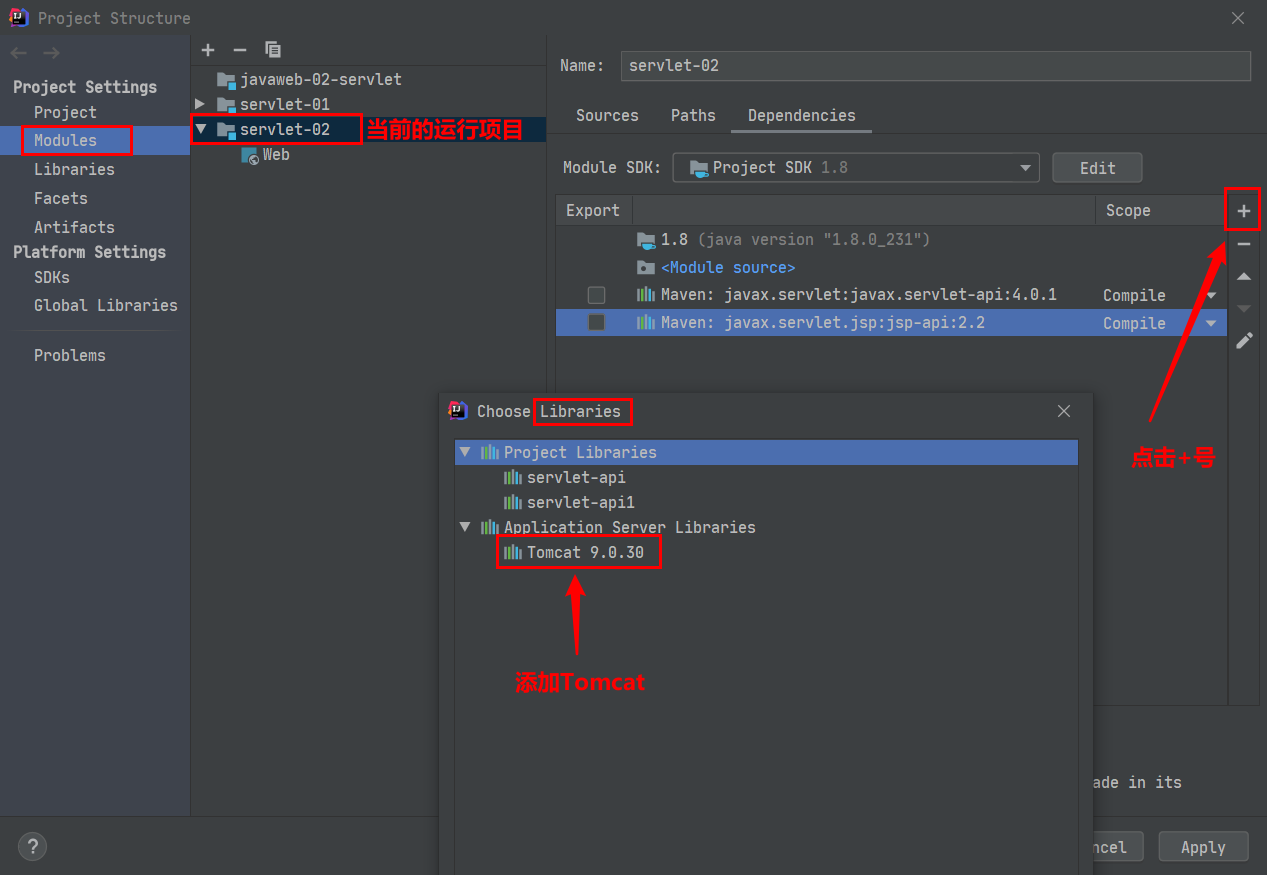 Project Structure
Project Settings
Project
Modules
Libraries
Facets
Artifacts
Platform Settings
SDKs
Global Libraries
Problems
javaweb-02-servlet
servlet-01
servlet-02 当前的运行项目
Web
Name: servlet-02
Sources Paths Dependencies
Module SDK: Project SDK 1.8 Edit
Export Scope
1.8 (java version "1.8.0_231")
<Module source>
Maven: javax.servlet:javax.servlet-api:4.0.1 Compile
Maven: javax.servlet.jsp:jsp-api:2.2 Compile
点击+号
Choose Libraries
Project Libraries
servlet-api
servlet-api1
Application Server Libraries
Tomcat 9.0.30
添加Tomcat
ade in its
ncel Apply